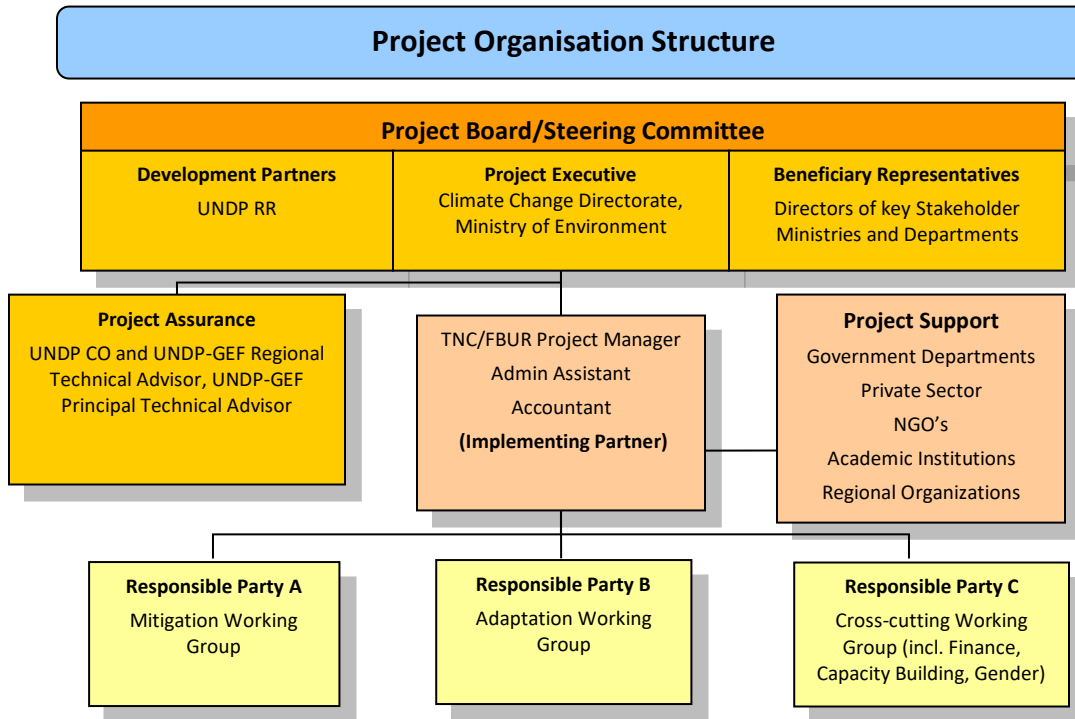 Project Organisation Structure
Project Board/Steering Committee
Development Partners
UNDP RR
Project Executive
Climate Change Directorate,
Ministry of Environment
Beneficiary Representatives
Directors of key Stakeholder
Ministries and Departments
Project Assurance
UNDP CO and UNDP-GEF Regional
Technical Advisor, UNDP-GEF
Principal Technical Advisor
TNC/FBUR Project Manager
Admin Assistant
Accountant
(Implementing Partner)
Project Support
Government Departments
Private Sector
NGO’s
Academic Institutions
Regional Organizations
Responsible Party A
Mitigation Working
Group
Responsible Party B
Adaptation Working
Group
Responsible Party C
Cross-cutting Working
Group (incl. Finance,
Capacity Building, Gender)